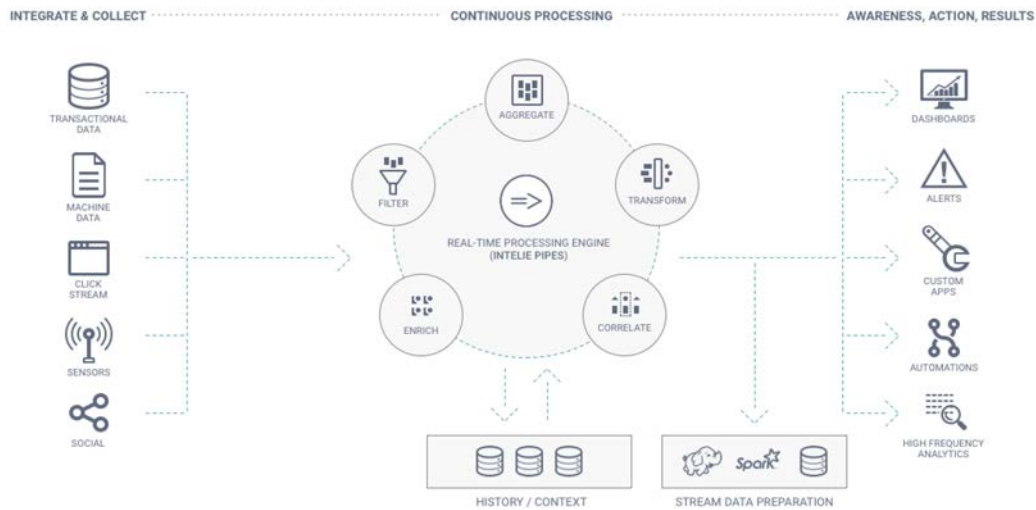 INTEGRATE & COLLECT
CONTINUOUS PROCESSING
AWARENESS, ACTION, RESULTS
TRANSACTIONAL
DATA
MACHINE
DATA
CLICK
STREAM
SENSORS
SOCIAL
AGGREGATE
FILTER
TRANSFORM
=>
REAL-TIME PROCESSING ENGINE
(INTELIE PIPES)
ENRICH
CORRELATE
HISTORY / CONTEXT
Spark
STREAM DATA PREPARATION
DASHBOARDS
ALERTS
CUSTOM
APPS
AUTOMATIONS
HIGH FREQUENCY
ANALYTICS